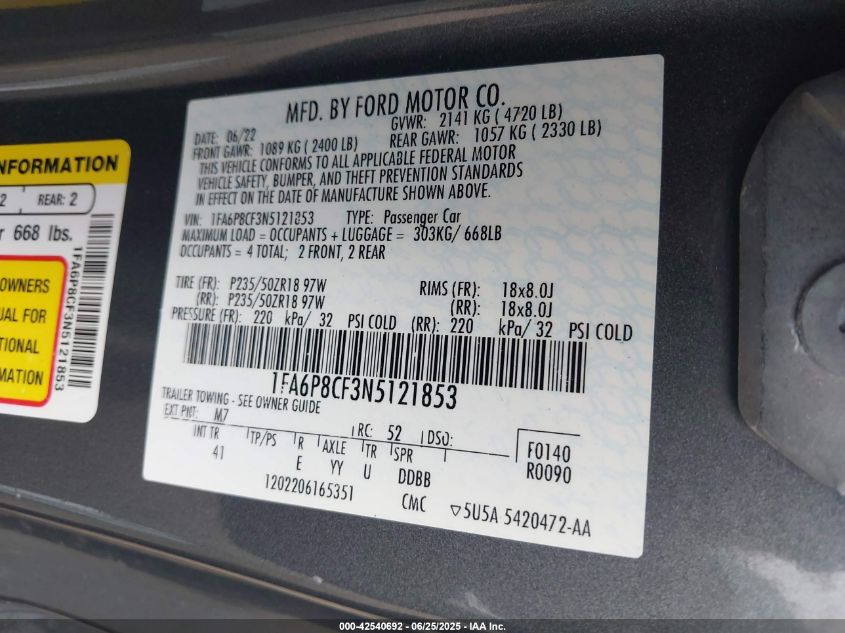 NFORMATION
2 REAR: 2
r 668 lbs.
OWNERS
UAL FOR
TIONAL
MATION
1FA6P8CF3N5121853
MFD. BY FORD MOTOR CO.
DATE: 06/22 GVWR: 2141 KG ( 4720 LB)
FRONT GAWR: 1089 KG ( 2400 LB) REAR GAWR: 1057 KG ( 2330 LB)
THIS VEHICLE CONFORMS TO ALL APPLICABLE FEDERAL MOTOR
VEHICLE SAFETY, BUMPER, AND THEFT PREVENTION STANDARDS
IN EFFECT ON THE DATE OF MANUFACTURE SHOWN ABOVE.
VIN: 1FA6P8CF3N5121853 TYPE: Passenger Car
MAXIMUM LOAD = OCCUPANTS + LUGGAGE = 303KG/ 668LB
OCCUPANTS = 4 TOTAL; 2 FRONT, 2 REAR
TIRE (FR): P235/50ZR18 97W RIMS (FR): 18x8.0J
(RR): P235/50ZR18 97W (RR): 18x8.0J
PRESSURE (FR): 220 kPa/ 32 PSI COLD (RR): 220 kPa/ 32 PSI COLD
1FA6P8CF3N5121853
TRAILER TOWING - SEE OWNER GUIDE
EXT PNT: M7 RC: 52 DSO:
INT TR TP/PS R AXLE TR SPR F0140
41 E YY U DDBB R0090
1202206165351 CMC ▽5U5A 5420472-AA
000-42540692 / 06/25/2025 - IAA, Inc.